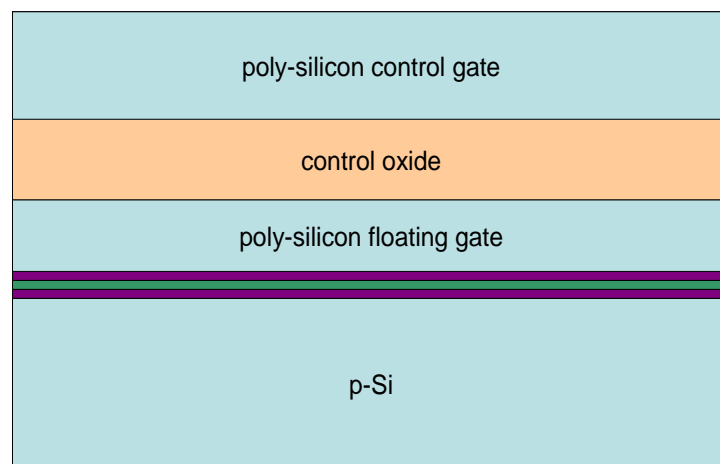 poly-silicon control gate
control oxide
poly-silicon floating gate
p-Si